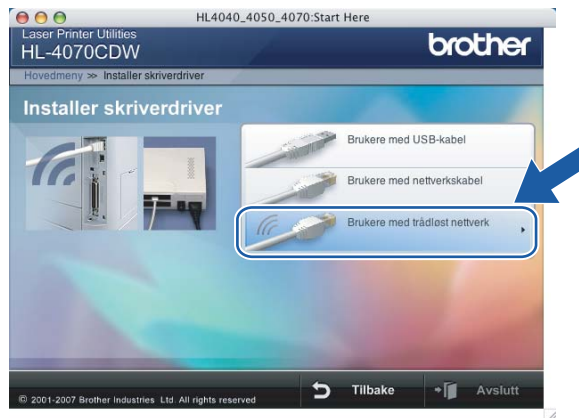 HL4040_4050_4070:Start Here
Laser Printer Utilities
HL-4070CDW
brother
Hovedmeny >> Installer skriverdriver
Installer skriverdriver
Brukere med USB-kabel
Brukere med nettverkskabel
Brukere med trådløst nettverk
© 2001-2007 Brother Industries Ltd. All rights reserved
Tilbake
Avslutt